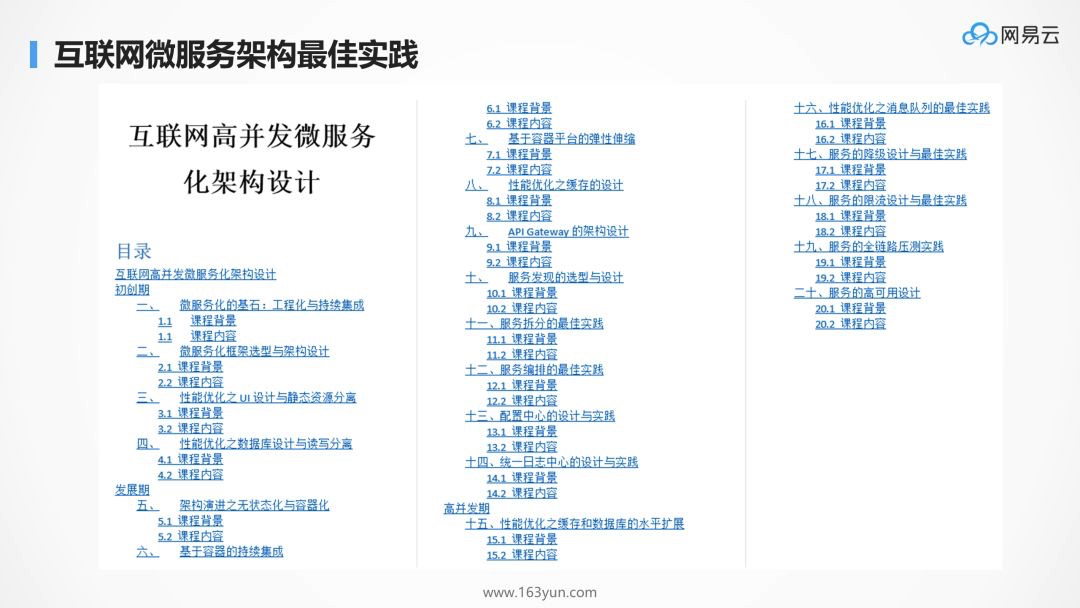 互联网微服务架构最佳实践
网易云
互联网高并发微服务
化架构设计
目录
互联网高并发微服务化架构设计
初创期
一、 微服务化的基石：工程化与持续集成
1.1 课程背景
1.1 课程内容
二、 微服务化框架选型与架构设计
2.1 课程背景
2.2 课程内容
三、 性能优化之 UI 设计与静态资源分离
3.1 课程背景
3.2 课程内容
四、 性能优化之数据库设计与读写分离
4.1 课程背景
4.2 课程内容
发展期
五、 架构演进之无状态化与容器化
5.1 课程背景
5.2 课程内容
六、 基于容器的持续集成
6.1 课程背景
6.2 课程内容
七、 基于容器平台的弹性伸缩
7.1 课程背景
7.2 课程内容
八、 性能优化之缓存的设计
8.1 课程背景
8.2 课程内容
九、 API Gateway 的架构设计
9.1 课程背景
9.2 课程内容
十、 服务发现的选型与设计
10.1 课程背景
10.2 课程内容
十一、服务拆分的最佳实践
11.1 课程背景
11.2 课程内容
十二、服务编排的最佳实践
12.1 课程背景
12.2 课程内容
十三、配置中心的设计与实践
13.1 课程背景
13.2 课程内容
十四、统一日志中心的设计与实践
14.1 课程背景
14.2 课程内容
高并发期
十五、性能优化之缓存和数据库的水平扩展
15.1 课程背景
15.2 课程内容
十六、性能优化之消息队列的最佳实践
16.1 课程背景
16.2 课程内容
十七、服务的降级设计与最佳实践
17.1 课程背景
17.2 课程内容
十八、服务的限流设计与最佳实践
18.1 课程背景
18.2 课程内容
十九、服务的全链路压测实践
19.1 课程背景
19.2 课程内容
二十、服务的高可用设计
20.1 课程背景
20.2 课程内容
www.163yun.com